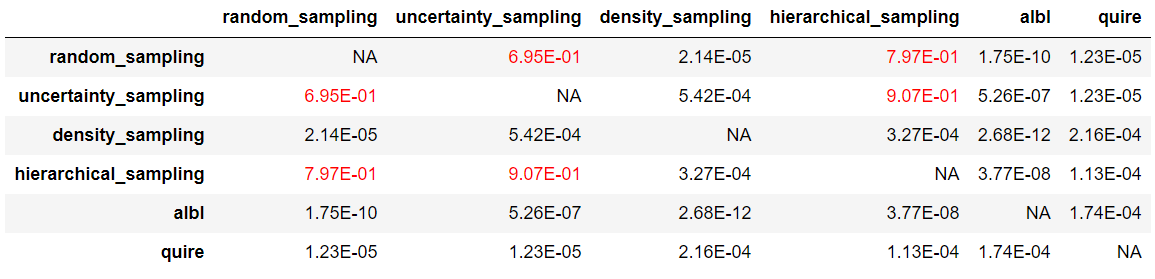 random_sampling uncertainty_sampling density_sampling hierarchical_sampling albl quire
random_sampling NA 6.95E-01 2.14E-05 7.97E-01 1.75E-10 1.23E-05
uncertainty_sampling 6.95E-01 NA 5.42E-04 9.07E-01 5.26E-07 1.23E-05
density_sampling 2.14E-05 5.42E-04 NA 3.27E-04 2.68E-12 2.16E-04
hierarchical_sampling 7.97E-01 9.07E-01 3.27E-04 NA 3.77E-08 1.13E-04
albl 1.75E-10 5.26E-07 2.68E-12 3.77E-08 NA 1.74E-04
quire 1.23E-05 1.23E-05 2.16E-04 1.13E-04 1.74E-04 NA